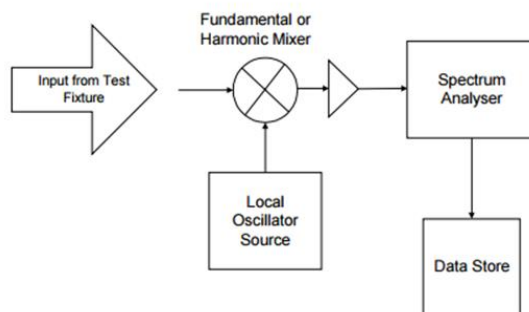 Fundamental or
Harmonic Mixer
Input from Test
Fixture
Spectrum
Analyser
Local
Oscillator
Source
Data Store